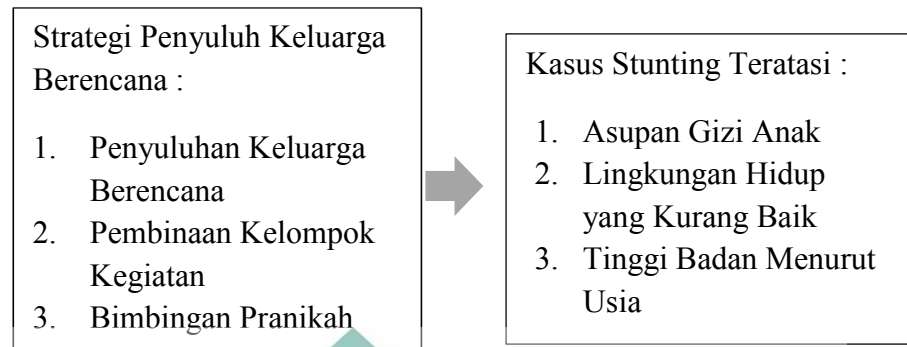 Strategi Penyuluh Keluarga
Berencana :
1. Penyuluhan Keluarga
Berencana
2. Pembinaan Kelompok
Kegiatan
3. Bimbingan Pranikah
Kasus Stunting Teratasi :
1. Asupan Gizi Anak
2. Lingkungan Hidup
yang Kurang Baik
3. Tinggi Badan Menurut
Usia